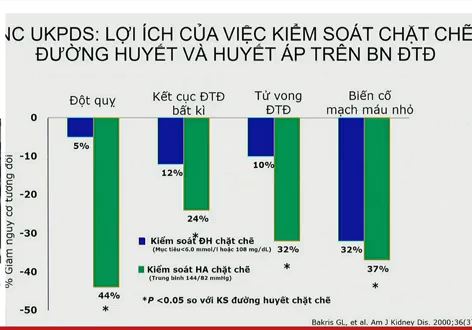 NC UKPDS: LỢI ÍCH CỦA VIỆC KIỂM SOÁT CHẶT CHẼ
ĐƯỜNG HUYẾT VÀ HUYẾT ÁP TRÊN BN ĐTĐ
Đột quỵ
Kết cục ĐTĐ
bất kì
Tử vong
ĐTĐ
Biến cố
mạch máu nhỏ
% Giảm nguy cơ tương đối
0
-10
-20
-30
-40
-50
5%
44%
*
12%
24%
*
10%
32%
*
32%
37%
*
Kiểm soát ĐH chặt chẽ
(Mục tiêu<6.0 mmol/l hoặc 108 mg/dL)
Kiểm soát HA chặt chẽ
(Trung bình 144/82 mmHg)
*P <0.05 so với KS đường huyết chặt chẽ
Bakris GL, et al. Am J Kidney Dis. 2000;36(3